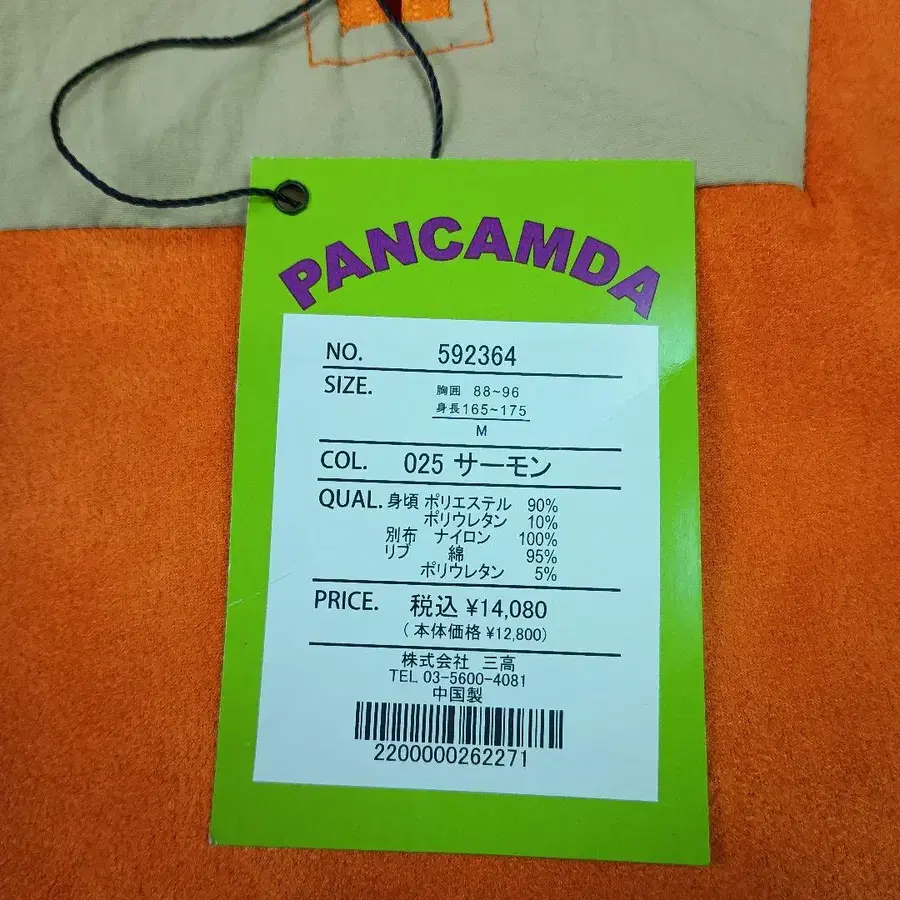 PANCAMDA
NO. 592364
SIZE. 胸囲 88~96
身長165~175
M
COL. 025 サーモン
QUAL. 身頃 ポリエステル 90%
ポリウレタン 10%
別布 ナイロン 100%
リブ 綿 95%
ポリウレタン 5%
PRICE. 税込 ¥14,080
(本体価格 ¥12,800)
株式会社 三高
TEL 03-5600-4081
中国製
2200000262271